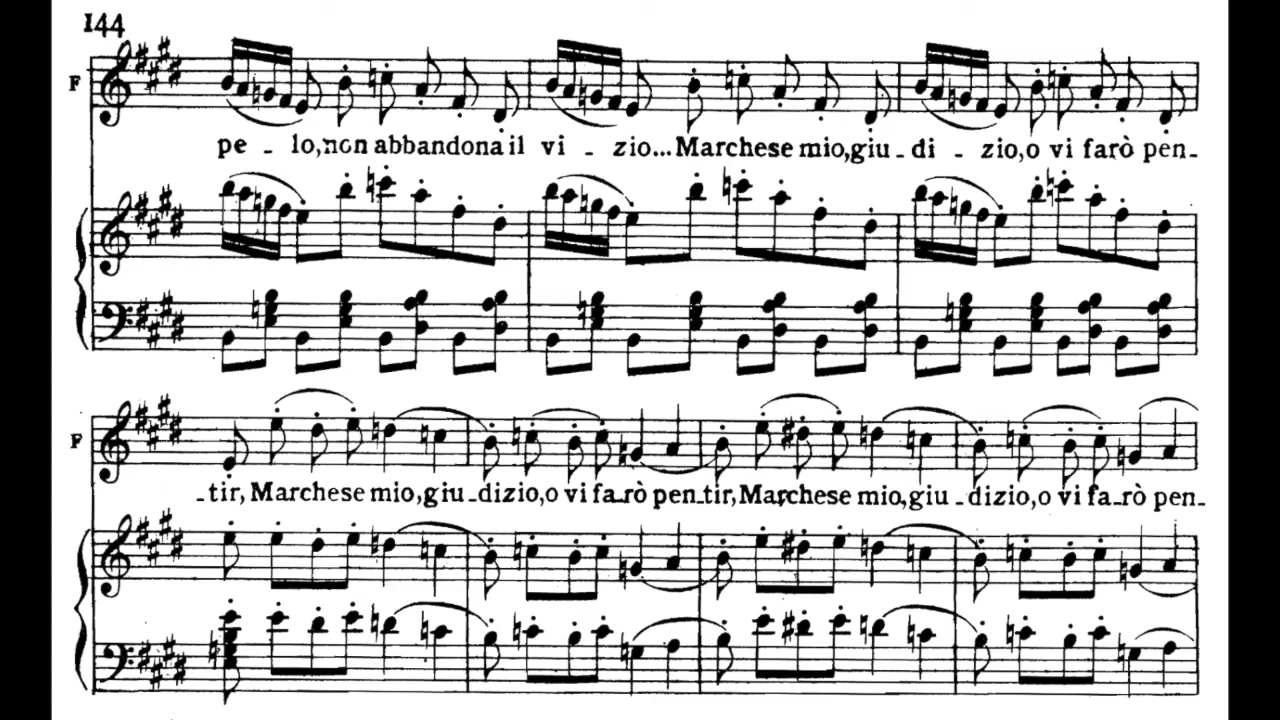 144
F
pe - lo, non abbandona il vi - zio... Marchese mio, giu - di - zio, o vi farò pen-
F
-tir, Marchese mio, giu - dizio, o vi fa-rò pen-tir, Marchese mio, giu - dizio, o vi fa-rò pen-